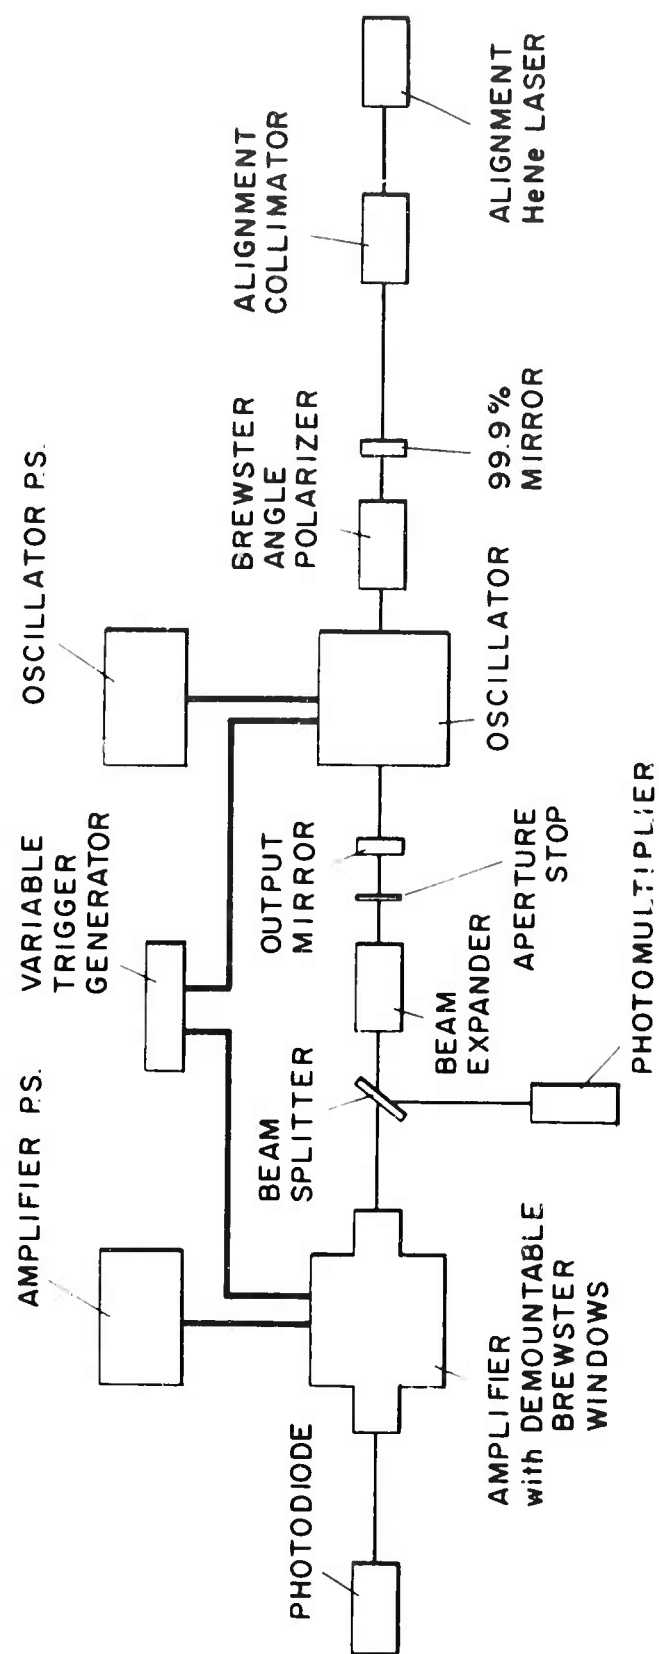 AMPLIFIER P.S.
VARIABLE
TRIGGER
GENERATOR
OSCILLATOR P.S.
PHOTODIODE
BEAM
SPLITTER
OUTPUT
MIRROR
BREWSTER
ANGLE
POLARIZER
ALIGNMENT
COLLIMATOR
AMPLIFIER
with DEMOUNTABLE
BREWSTER
WINDOWS
BEAM
EXPANDER
APERTURE
STOP
OSCILLATOR
99.9%
MIRROR
ALIGNMENT
HeNe LASER
PHOTOMULTIPLIER